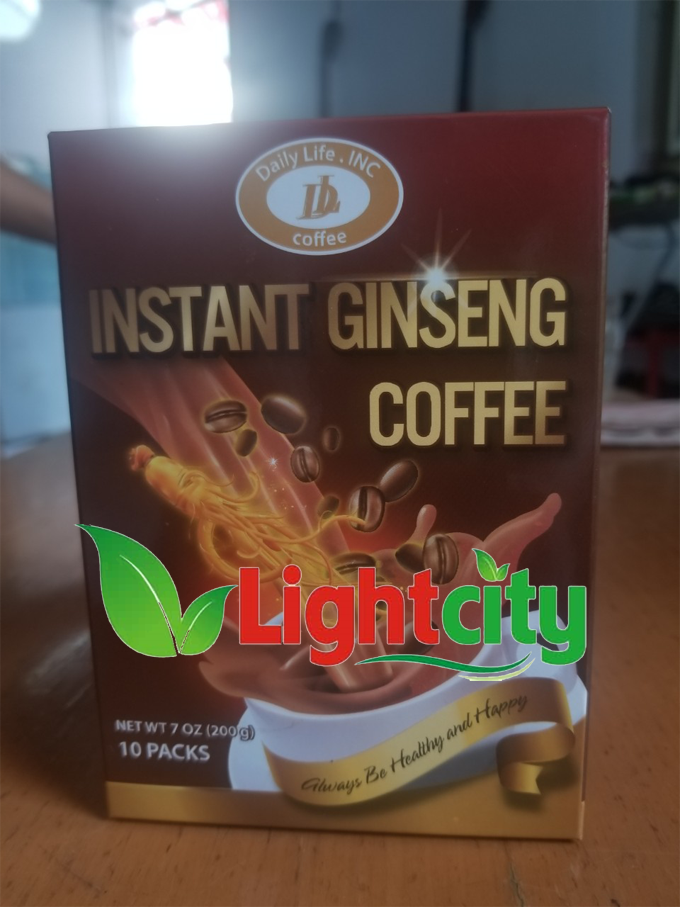 Daily Life . INC
DL
coffee
INSTANT GINSENG
COFFEE
Lightcity
NET WT 7 OZ (200g)
10 PACKS
Always Be Healthy and Happy